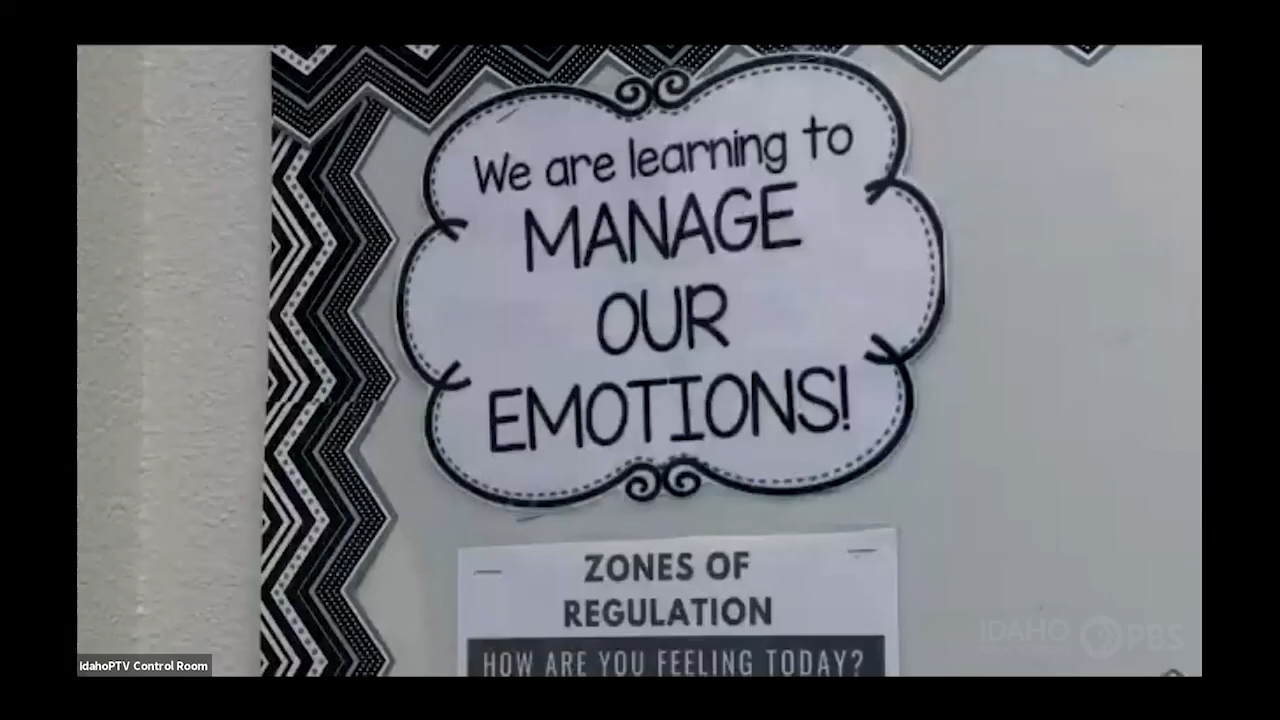 We are learning to
MANAGE
OUR
EMOTIONS!
ZONES OF
REGULATION
HOW ARE YOU FEELING TODAY?
IDAHO PBS
IdahoPTV Control Room